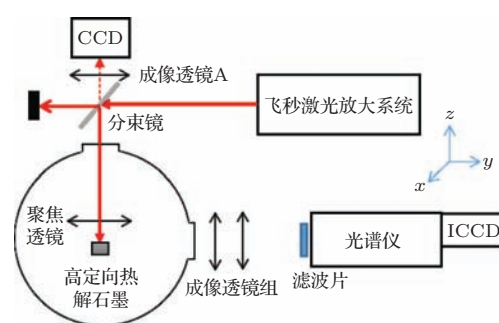 CCD
成像透镜A
分束镜
飞秒激光放大系统
z
y
x
聚焦
透镜
高定向热
解石墨
成像透镜组
滤波片
光谱仪
ICCD